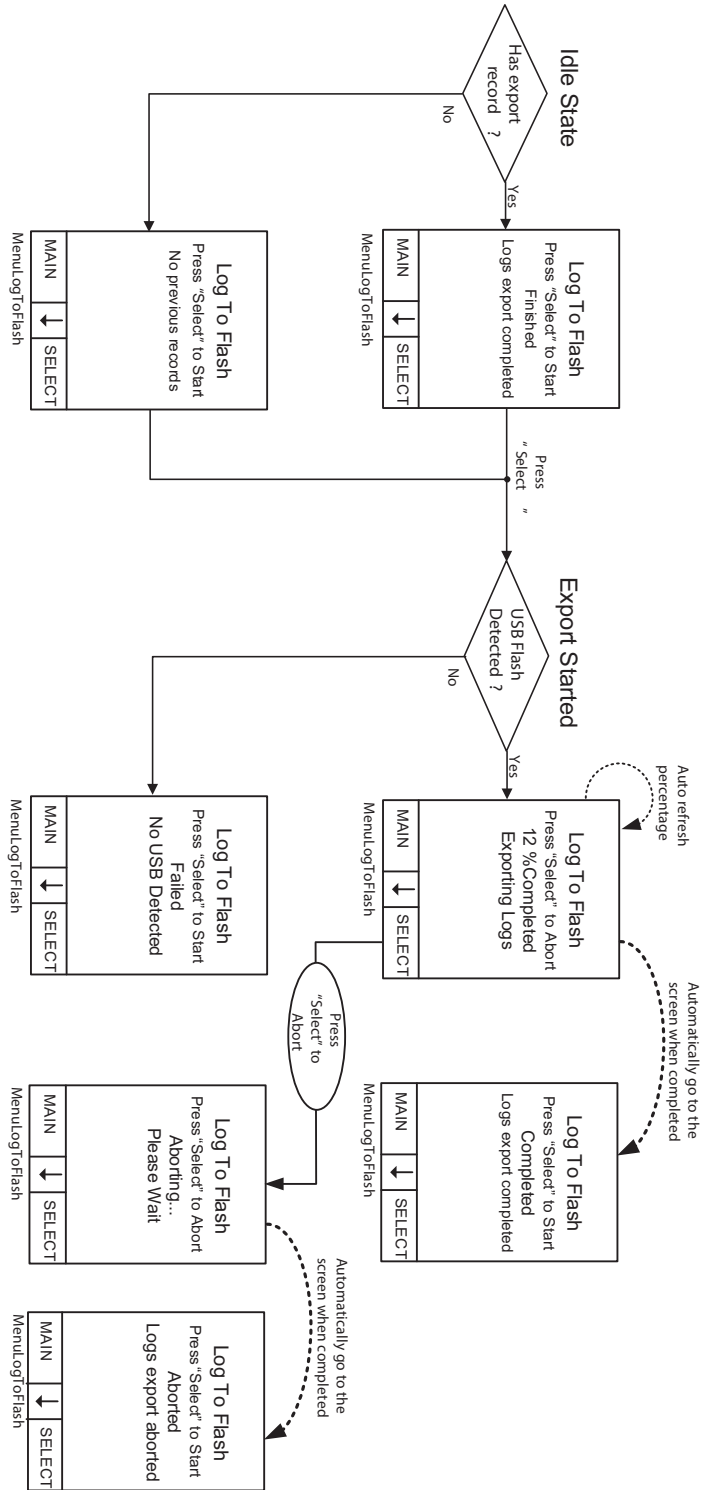 Idle State
Has export
record ?
Yes
No
Log To Flash
Press "Select" to Start
Finished
Logs export completed
MAIN
SELECT
MenuLogToFlash
Log To Flash
Press "Select" to Start
No previous records
MAIN
SELECT
MenuLogToFlash
Press
" Select "
Export Started
USB Flash
Detected ?
Yes
No
Auto refresh
percentage
Log To Flash
Press "Select" to Abort
12 %Completed
Exporting Logs
MAIN
SELECT
MenuLogToFlash
Log To Flash
Press "Select" to Start
Failed
No USB Detected
MAIN
SELECT
MenuLogToFlash
Automatically go to the
screen when completed
Press
"Select" to
Abort
Log To Flash
Press "Select" to Start
Completed
Logs export completed
MAIN
SELECT
MenuLogToFlash
Log To Flash
Press "Select" to Abort
Aborting...
Please Wait
MAIN
SELECT
MenuLogToFlash
Automatically go to the
screen when completed
Log To Flash
Press "Select" to Start
Aborted
Logs export aborted
MAIN
SELECT
MenuLogToFlash